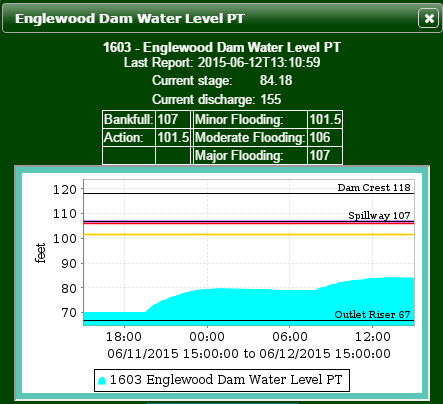 Englewood Dam Water Level PT
1603 - Englewood Dam Water Level PT
Last Report: 2015-06-12T13:10:59
Current stage: 84.18
Current discharge: 155
Bankfull: 107 Minor Flooding: 101.5
Action: 101.5 Moderate Flooding: 106
Major Flooding: 107
120
Dam Crest 118
110
Spillway 107
100
90
80
70
Outlet Riser 67
feet
18:00 00:00 06:00 12:00
06/11/2015 15:00:00 to 06/12/2015 15:00:00
1603 Englewood Dam Water Level PT